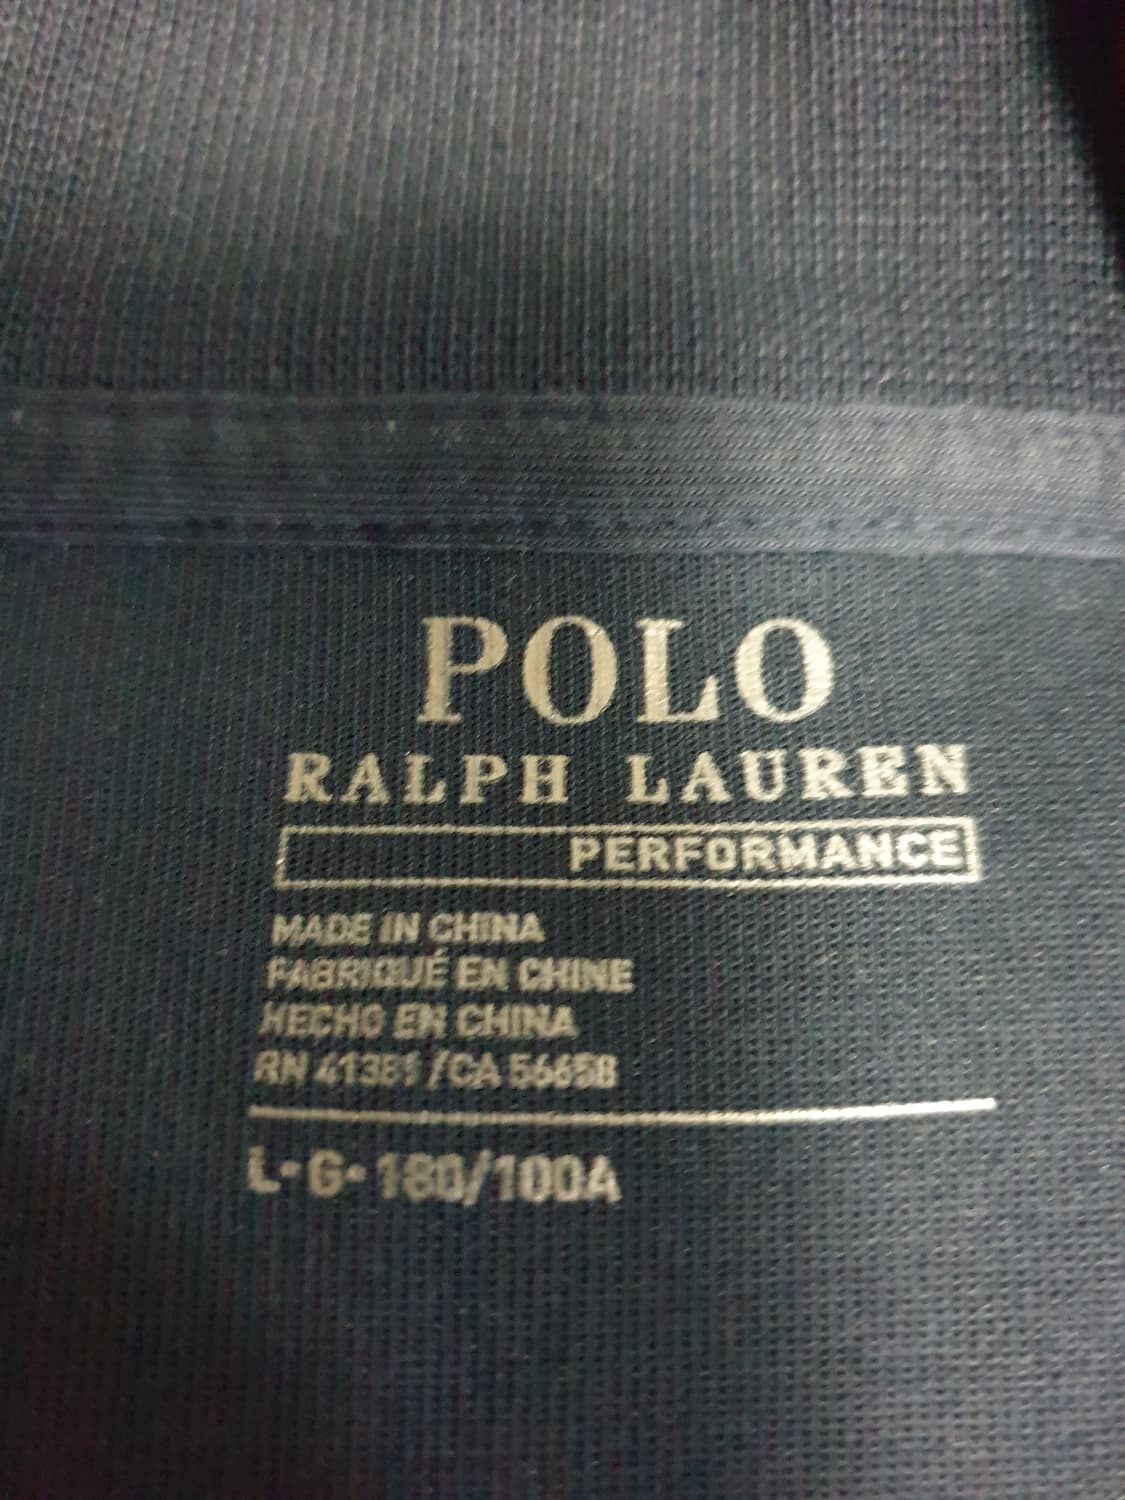 POLO
RALPH LAUREN
PERFORMANCE
MADE IN CHINA
FABRIQUÉ EN CHINE
HECHO EN CHINA
RN 41381 /CA 56658
L-G-180/100A